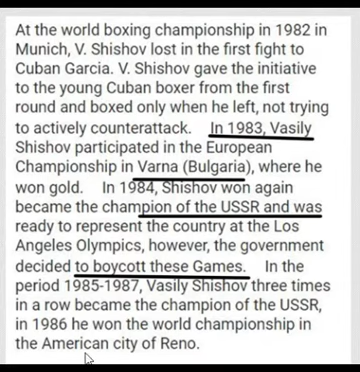 At the world boxing championship in 1982 in
Munich, V. Shishov lost in the first fight to
Cuban Garcia. V. Shishov gave the initiative
to the young Cuban boxer from the first
round and boxed only when he left, not trying
to actively counterattack. In 1983, Vasily
Shishov participated in the European
Championship in Varna (Bulgaria), where he
won gold. In 1984, Shishov won again
became the champion of the USSR and was
ready to represent the country at the Los
Angeles Olympics, however, the government
decided to boycott these Games. In the
period 1985-1987, Vasily Shishov three times
in a row became the champion of the USSR,
in 1986 he won the world championship in
the American city of Reno.